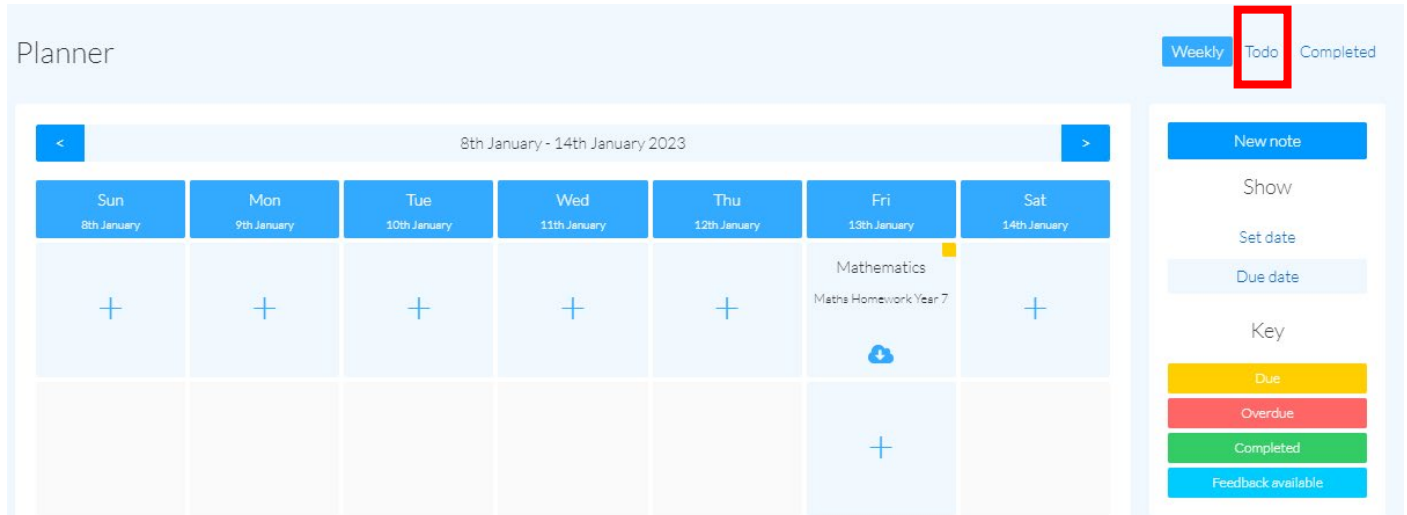 Planner
Weekly Todo Completed
< 8th January - 14th January 2023 >
Sun Mon Tue Wed Thu Fri Sat
8th January 9th January 10th January 11th January 12th January 13th January 14th January
Mathematics
Maths Homework Year 7
New note
Show
Set date
Due date
Key
Due
Overdue
Completed
Feedback available